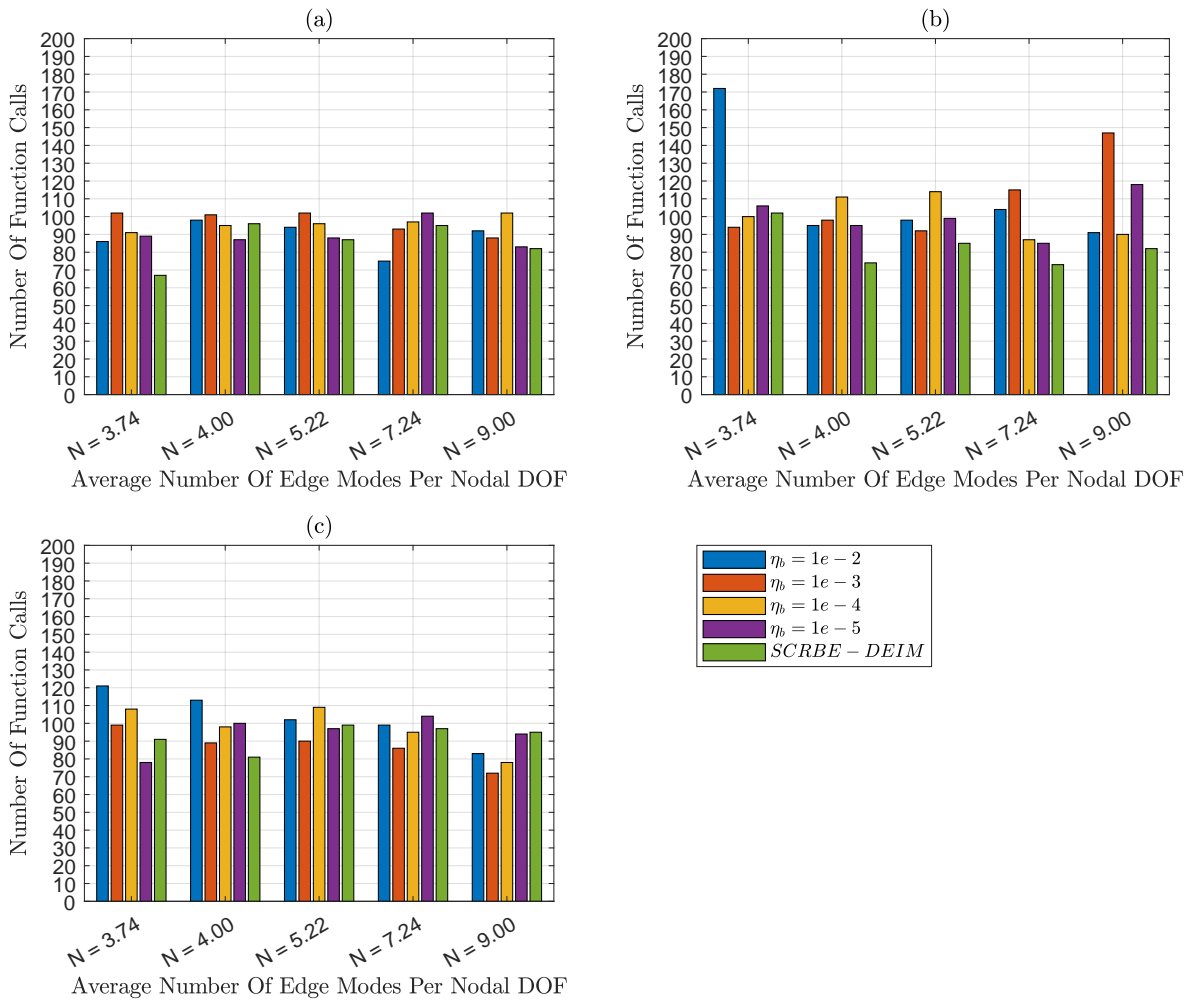 (a)
Number Of Function Calls
200
190
180
170
160
150
140
130
120
110
100
90
80
70
60
50
40
30
20
10
0
N = 3.74
N = 4.00
N = 5.22
N = 7.24
N = 9.00
Average Number Of Edge Modes Per Nodal DOF
(b)
Number Of Function Calls
200
190
180
170
160
150
140
130
120
110
100
90
80
70
60
50
40
30
20
10
0
N = 3.74
N = 4.00
N = 5.22
N = 7.24
N = 9.00
Average Number Of Edge Modes Per Nodal DOF
(c)
Number Of Function Calls
200
190
180
170
160
150
140
130
120
110
100
90
80
70
60
50
40
30
20
10
0
N = 3.74
N = 4.00
N = 5.22
N = 7.24
N = 9.00
Average Number Of Edge Modes Per Nodal DOF
η_b = 1e − 2
η_b = 1e − 3
η_b = 1e − 4
η_b = 1e − 5
SCRBE − DEIM